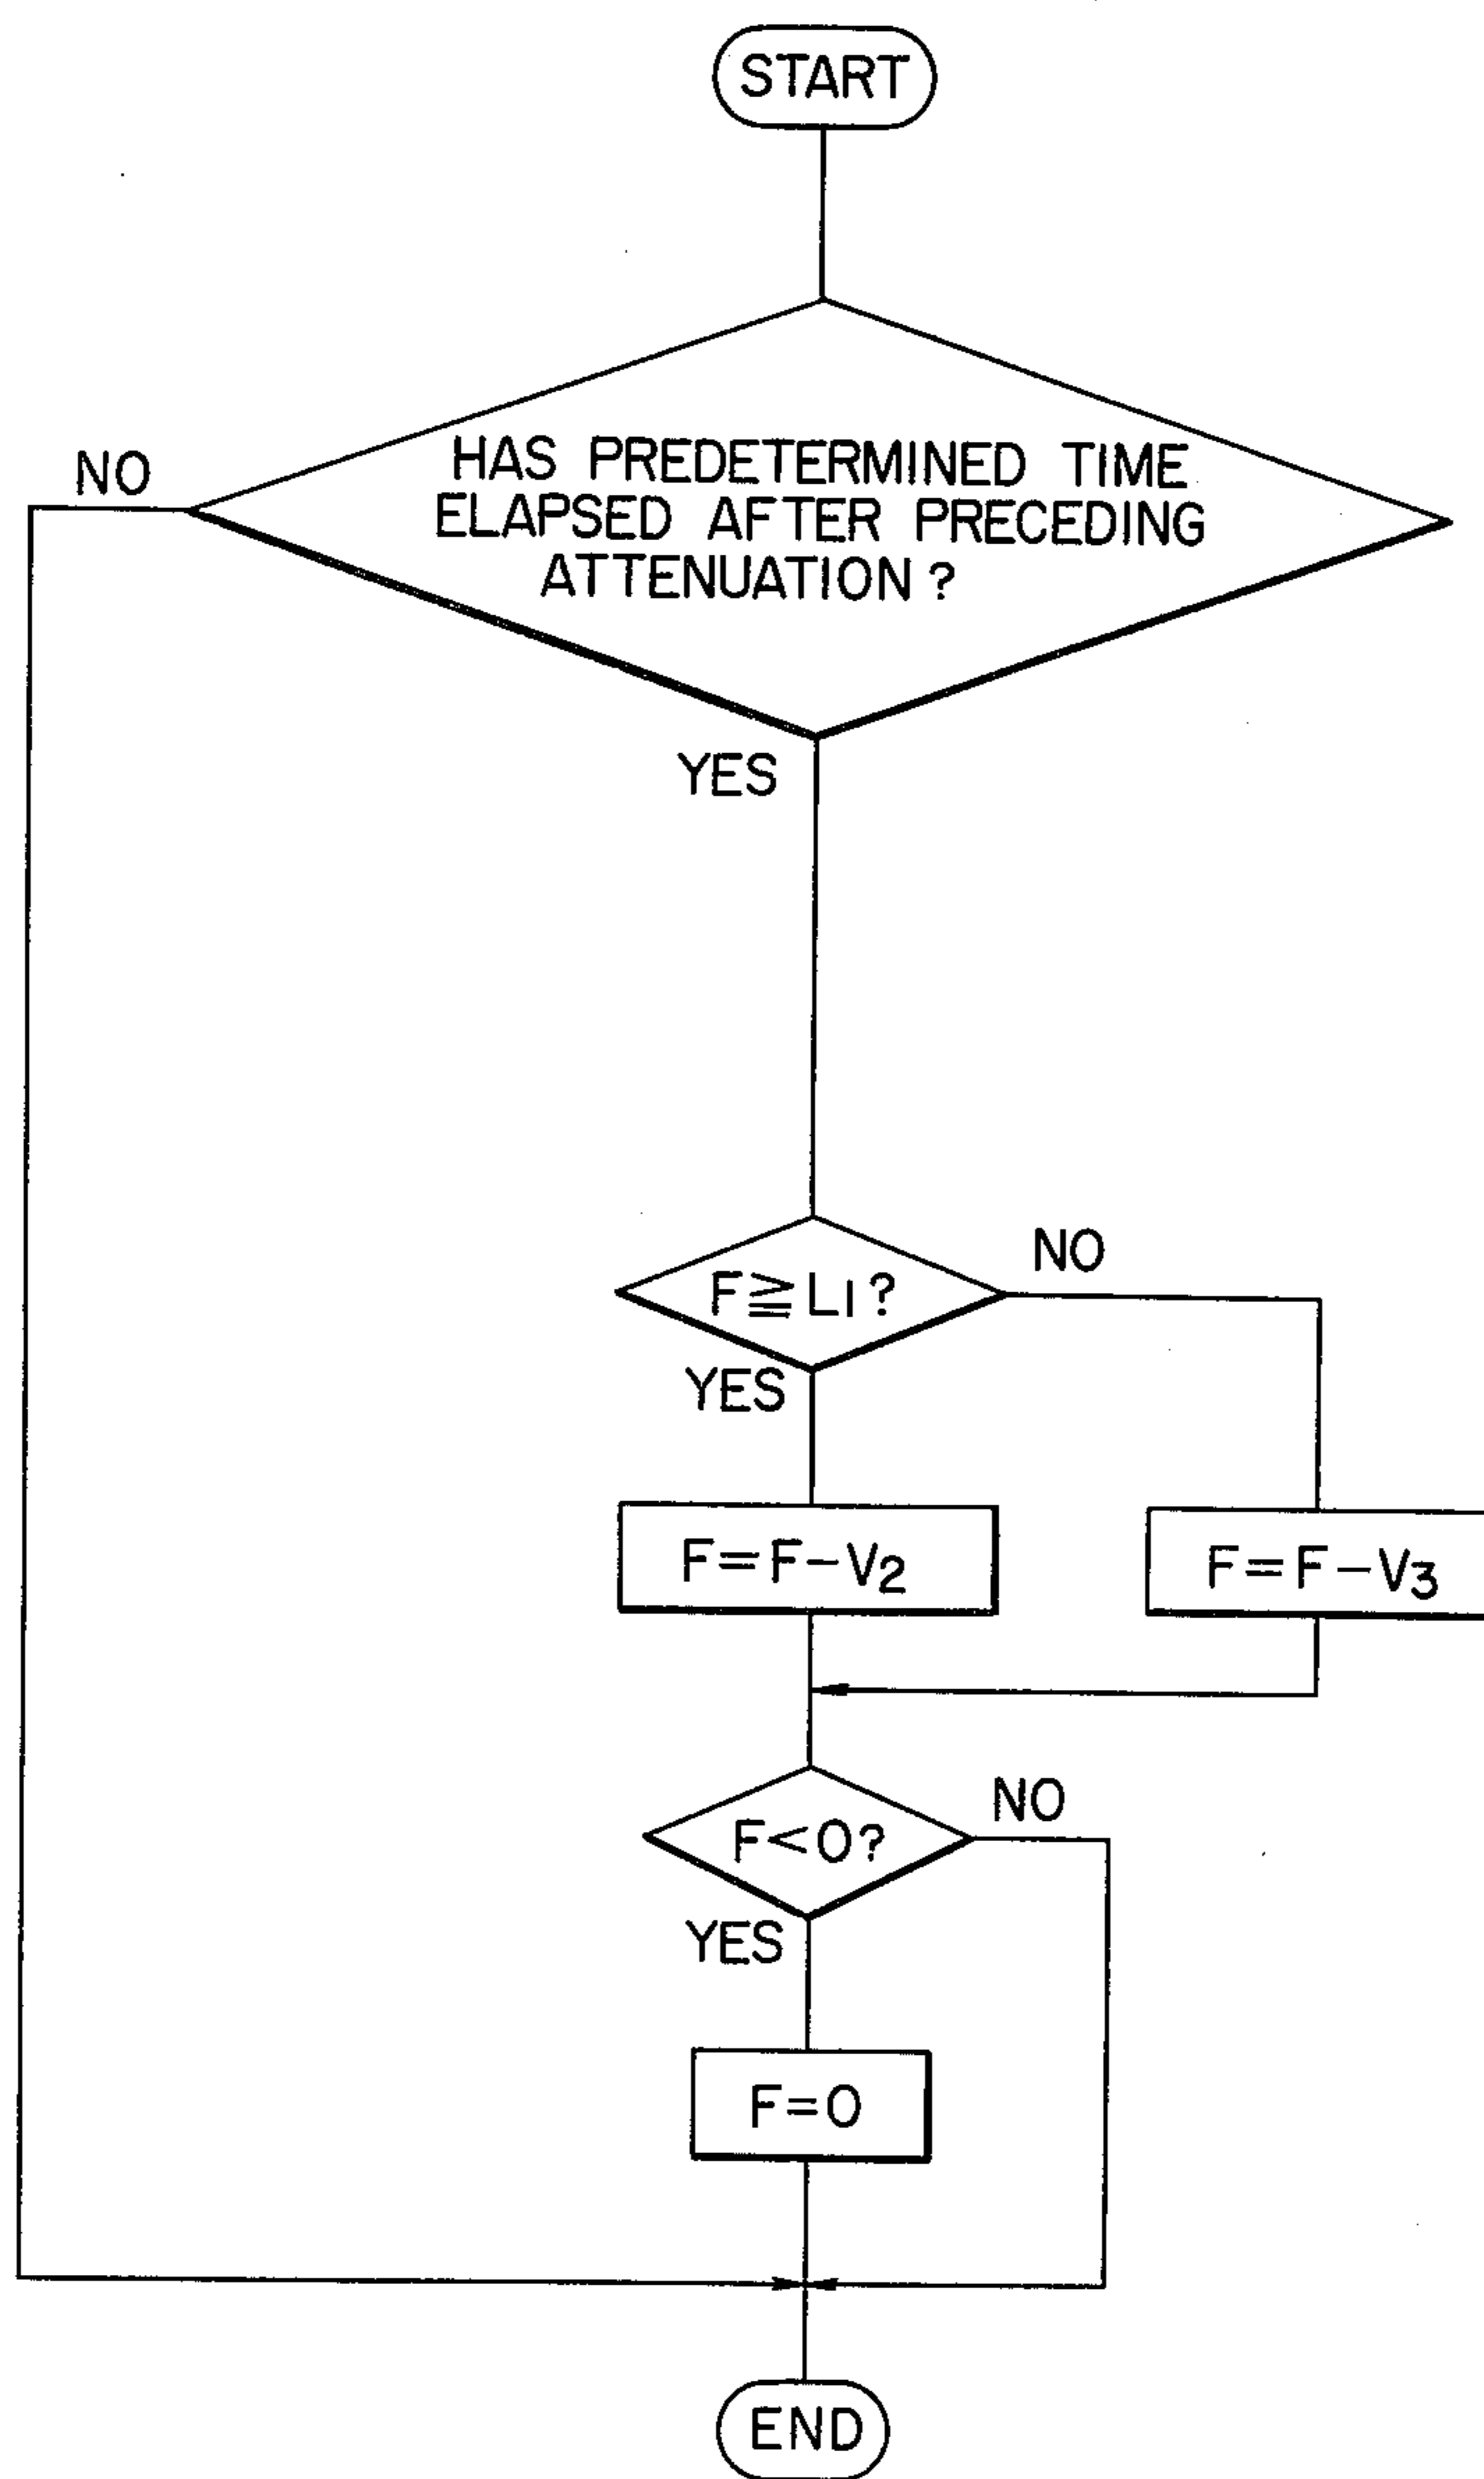 START
HAS PREDETERMINED TIME
ELAPSED AFTER PRECEDING
ATTENUATION?
NO
YES
F≧L1?
NO
YES
F=F-V2
F=F-V3
F<0?
NO
YES
F=0
END